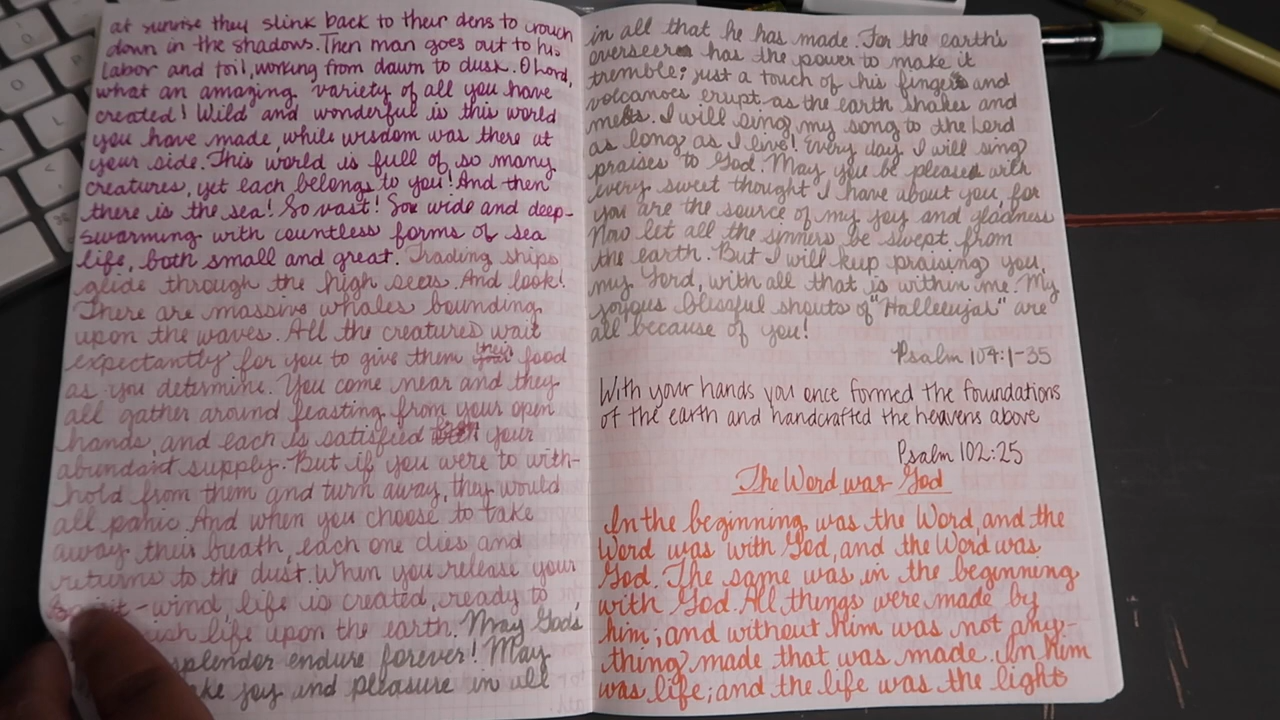 at sunrise they slink back to their dens to crouch
down in the shadows. Then man goes out to his
labor and toil, working from dawn to dusk. O Lord,
what an amazing variety of all you have
created! Wild and wonderful is this world
you have made, while wisdom was there at
your side. This world is full of so many
creatures, yet each belongs to you! And then
there is the sea! So vast! So wide and deep-
swarming with countless forms of sea
life, both small and great. Trading ships
glide through the high seas. And look!
There are massive whales bounding
upon the waves. All the creatures wait
expectantly for you to give them their food
as you determine. You come near and they
all gather around feasting from your open
hands, and each is satisfied your
abundant supply. But if you were to with-
hold from them and turn away, they would
all panic. And when you choose to take
away their breath, each one dies and
returns to the dust. When you release your
-wind, life is created, ready to
life upon the earth. May God's
splendor endure forever! May
joy and pleasure in all
in all that he has made. For the earth's
overseer has the power to make it
tremble; just a touch of his finger and
volcanoes erupt as the earth shakes and
melts. I will sing my song to the Lord
as long as I live! Every day I will sing
praises to God. May you be pleased with
every sweet thought I have about you, for
you are the source of my joy and gladness
Now let all the sinners be swept from
the earth. But I will keep praising you,
my Lord, with all that is within me. My
joyous blissful shouts of "Hallelujah" are
all because of you!
Psalm 104:1-35
With your hands you once formed the foundations
of the earth and handcrafted the heavens above
Psalm 102:25
The Word was God
In the beginning was the Word, and the
Word was with God, and the Word was
God. The same was in the beginning
with God. All things were made by
him; and without him was not any-
thing made that was made. In him
was life; and the life was the light